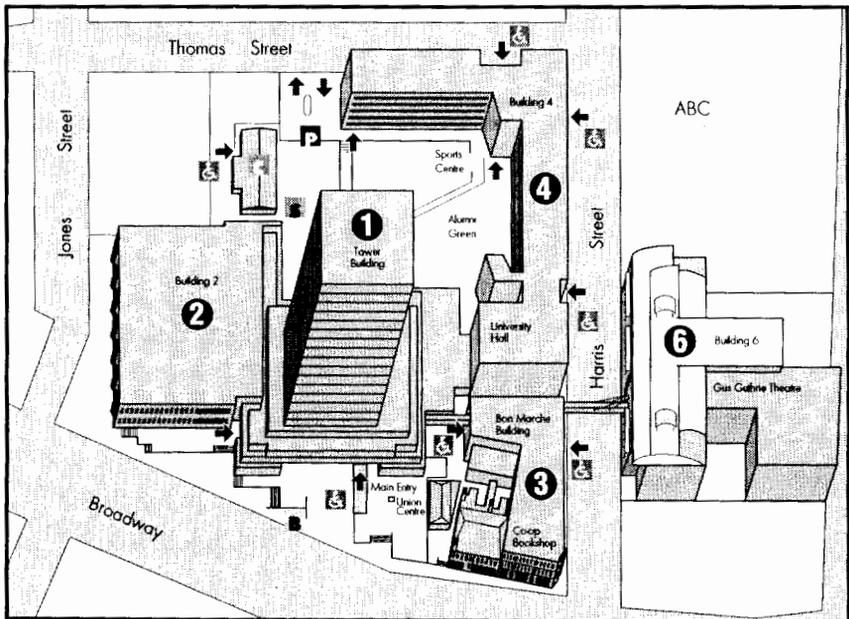 Thomas Street
Jones Street
Building 4
ABC
P
Sports
Centre
4
Alumni
Green
S
1
Tower
Building
Building 2
2
University
Hall
Harris Street
6
Building 6
Gus Guthrie Theatre
Bon Marche
Building
3
Main Entry
Union
Centre
Co-op
Bookshop
B
Broadway